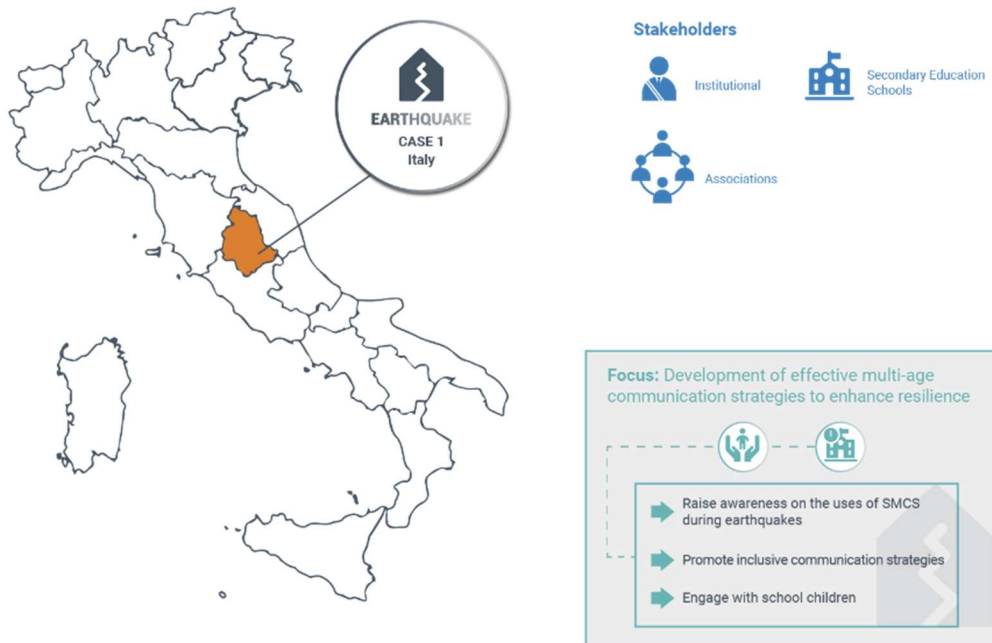 EARTHQUAKE
CASE 1
Italy
Stakeholders
Institutional
Secondary Education
Schools
Associations
Focus: Development of effective multi-age
communication strategies to enhance resilience
Raise awareness on the uses of SMCS
during earthquakes
Promote inclusive communication strategies
Engage with school children